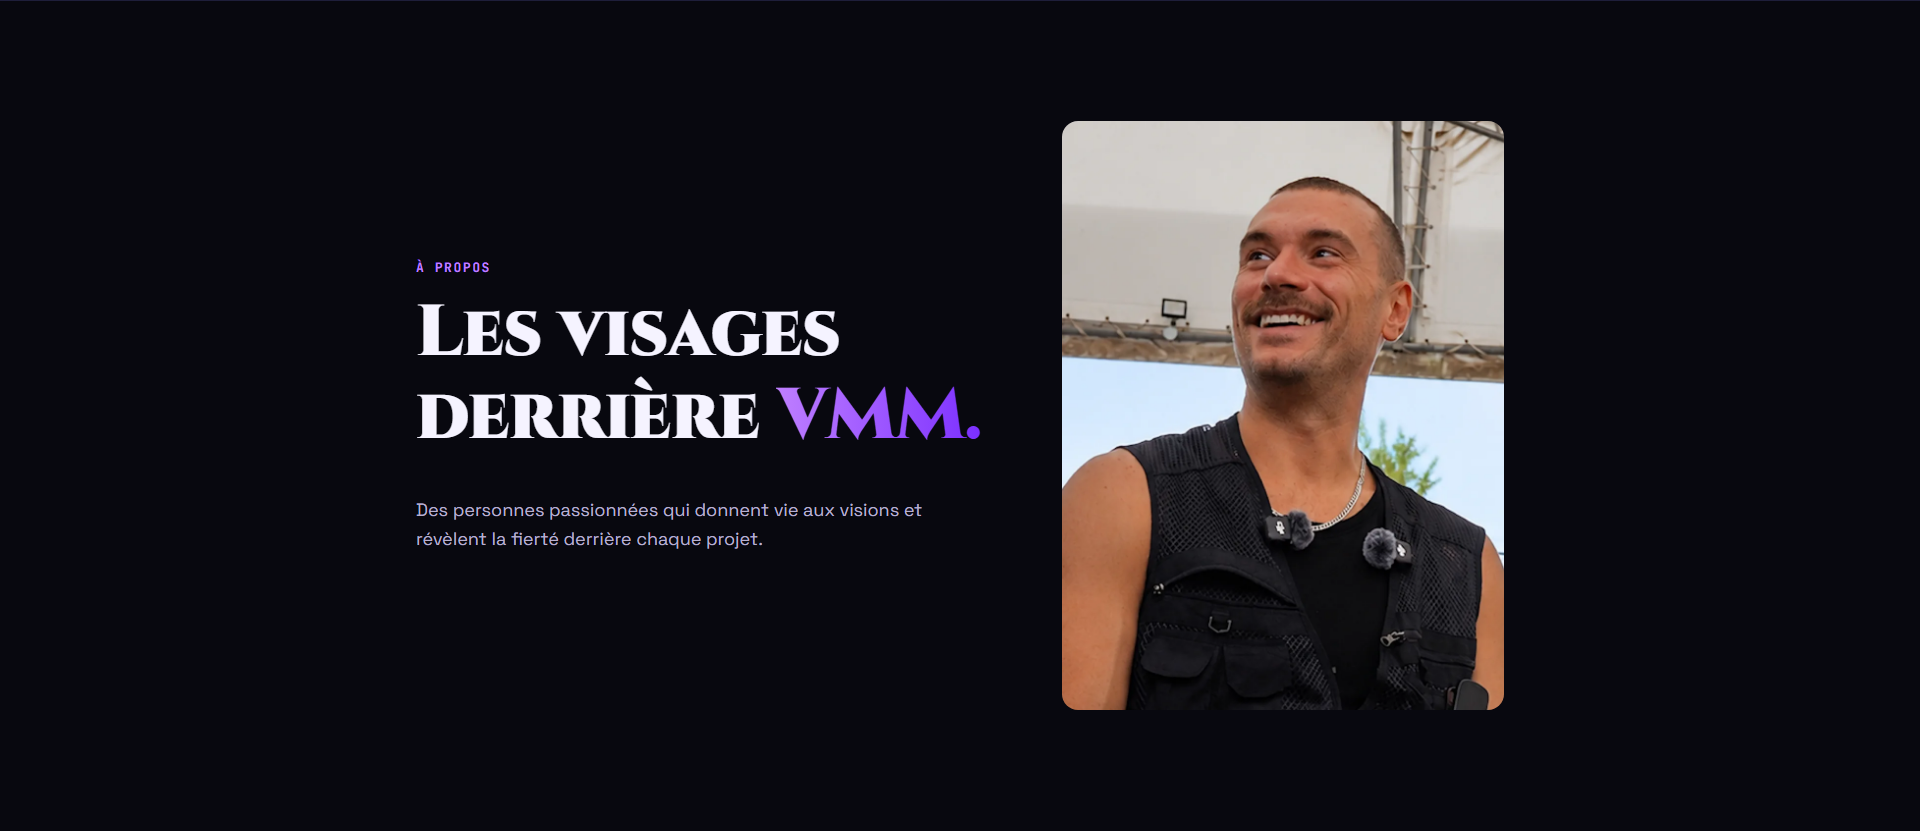 À PROPOS
Les visages
derrière VMM.
Des personnes passionnées qui donnent vie aux visions et
révèlent la fierté derrière chaque projet.